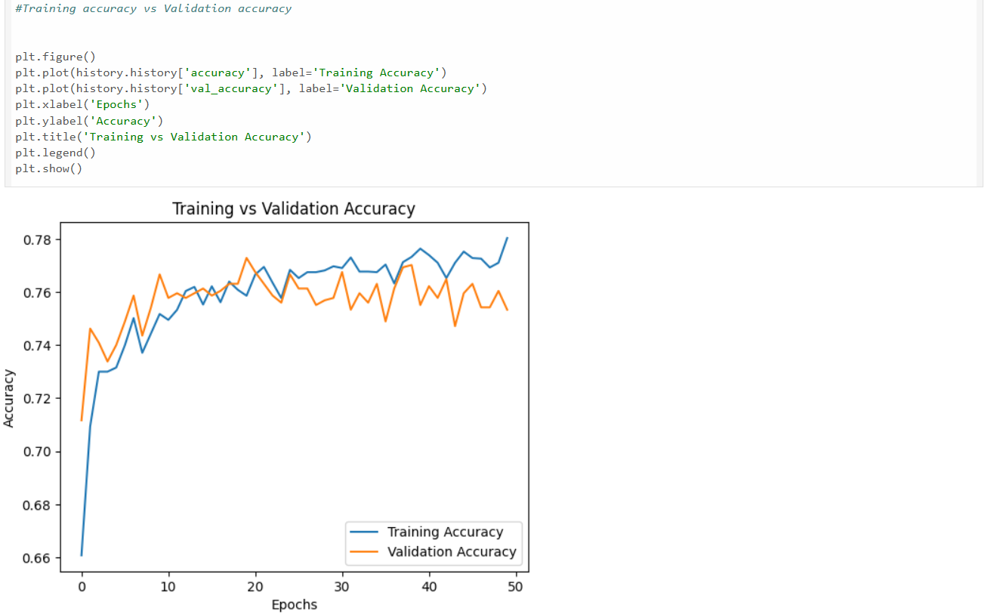 #Training accuracy vs Validation accuracy
plt.figure()
plt.plot(history.history['accuracy'], label='Training Accuracy')
plt.plot(history.history['val_accuracy'], label='Validation Accuracy')
plt.xlabel('Epochs')
plt.ylabel('Accuracy')
plt.title('Training vs Validation Accuracy')
plt.legend()
plt.show()
Training vs Validation Accuracy
0.78
0.76
0.74
0.72
0.70
0.68
0.66
Accuracy
Training Accuracy
Validation Accuracy
0 10 20 30 40 50
Epochs